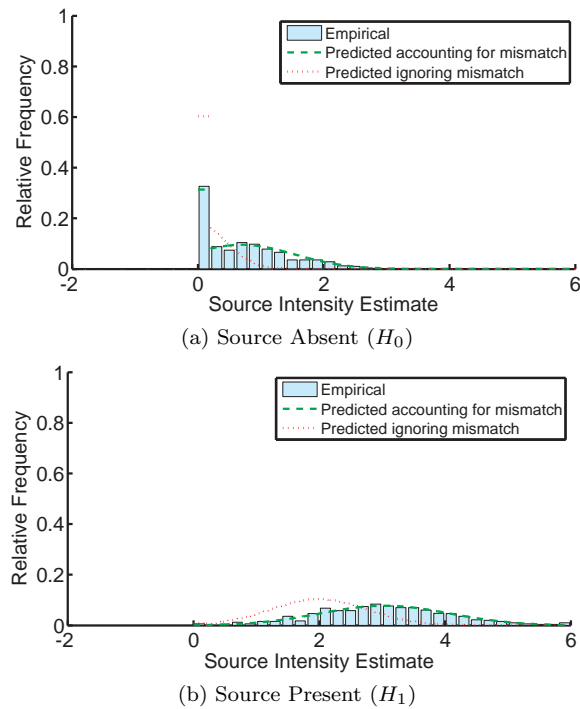 1
0.8
0.6
0.4
0.2
0
-2
0
2
4
6
Relative Frequency
Source Intensity Estimate
Empirical
Predicted accounting for mismatch
Predicted ignoring mismatch
(a) Source Absent (H0)
1
0.8
0.6
0.4
0.2
0
-2
0
2
4
6
Relative Frequency
Source Intensity Estimate
Empirical
Predicted accounting for mismatch
Predicted ignoring mismatch
(b) Source Present (H1)